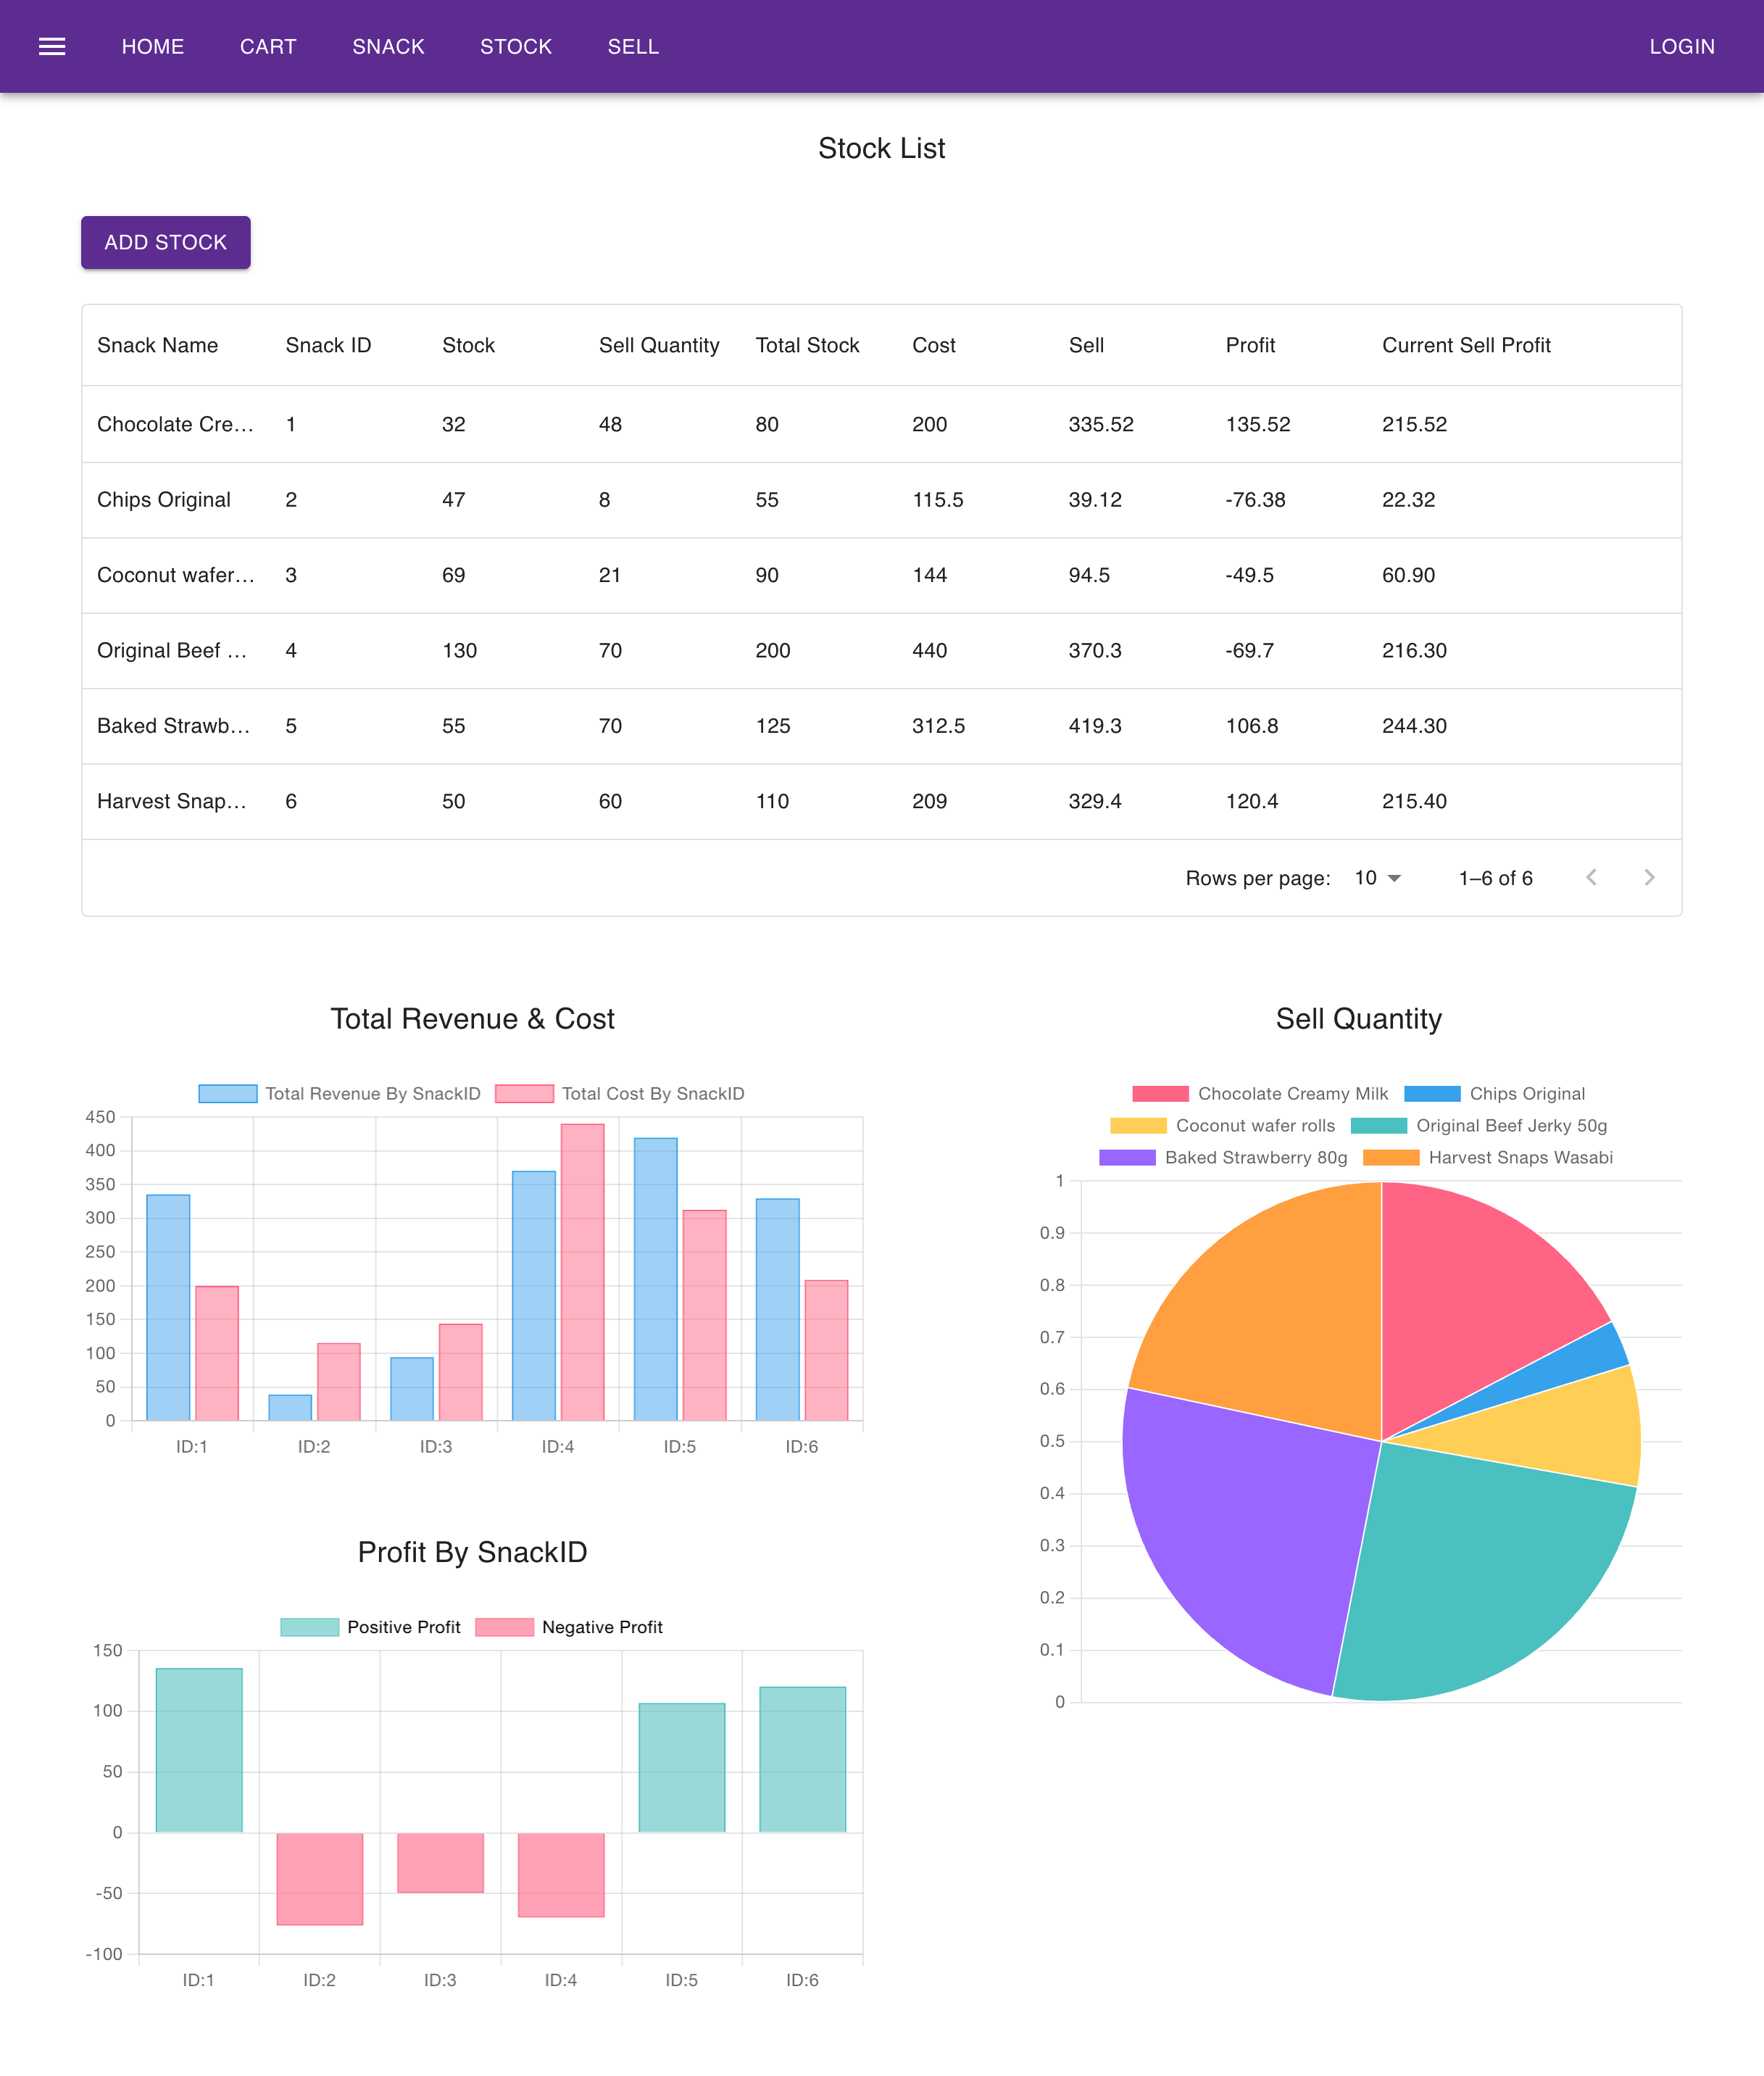 HOME CART SNACK STOCK SELL LOGIN
Stock List
ADD STOCK
Snack Name Snack ID Stock Sell Quantity Total Stock Cost Sell Profit Current Sell Profit
Chocolate Cre... 1 32 48 80 200 335.52 135.52 215.52
Chips Original 2 47 8 55 115.5 39.12 -76.38 22.32
Coconut wafer... 3 69 21 90 144 94.5 -49.5 60.90
Original Beef ... 4 130 70 200 440 370.3 -69.7 216.30
Baked Strawb... 5 55 70 125 312.5 419.3 106.8 244.30
Harvest Snap... 6 50 60 110 209 329.4 120.4 215.40
Rows per page: 10 1–6 of 6
Total Revenue & Cost
Total Revenue By SnackID Total Cost By SnackID
450
400
350
300
250
200
150
100
50
0
ID:1 ID:2 ID:3 ID:4 ID:5 ID:6
Profit By SnackID
Positive Profit Negative Profit
150
100
50
0
-50
-100
ID:1 ID:2 ID:3 ID:4 ID:5 ID:6
Sell Quantity
Chocolate Creamy Milk Chips Original
Coconut wafer rolls Original Beef Jerky 50g
Baked Strawberry 80g Harvest Snaps Wasabi
1
0.9
0.8
0.7
0.6
0.5
0.4
0.3
0.2
0.1
0